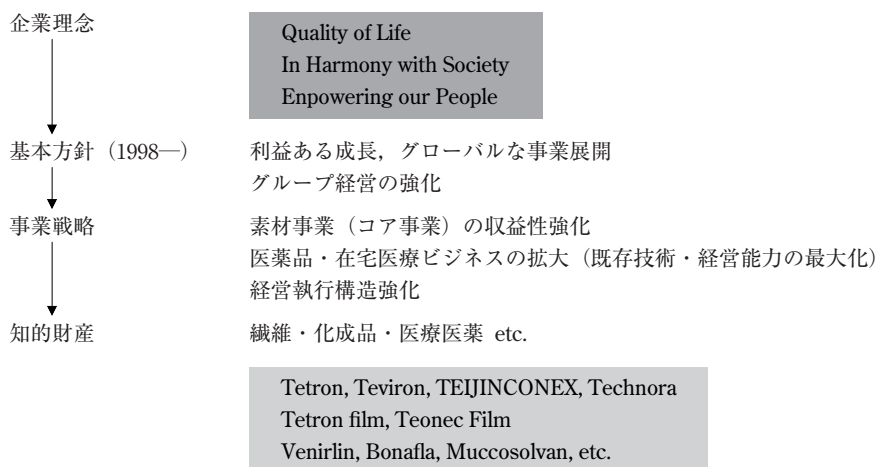 企業理念
Quality of Life
In Harmony with Society
Enpowering our People
基本方針（1998―） 利益ある成長，グローバルな事業展開
グループ経営の強化
事業戦略 素材事業（コア事業）の収益性強化
医薬品・在宅医療ビジネスの拡大（既存技術・経営能力の最大化）
経営執行構造強化
知的財産 繊維・化成品・医療医薬 etc.
Tetron, Teviron, TEIJINCONEX, Technora
Tetron film, Teonec Film
Venirlin, Bonafla, Muccosolvan, etc.